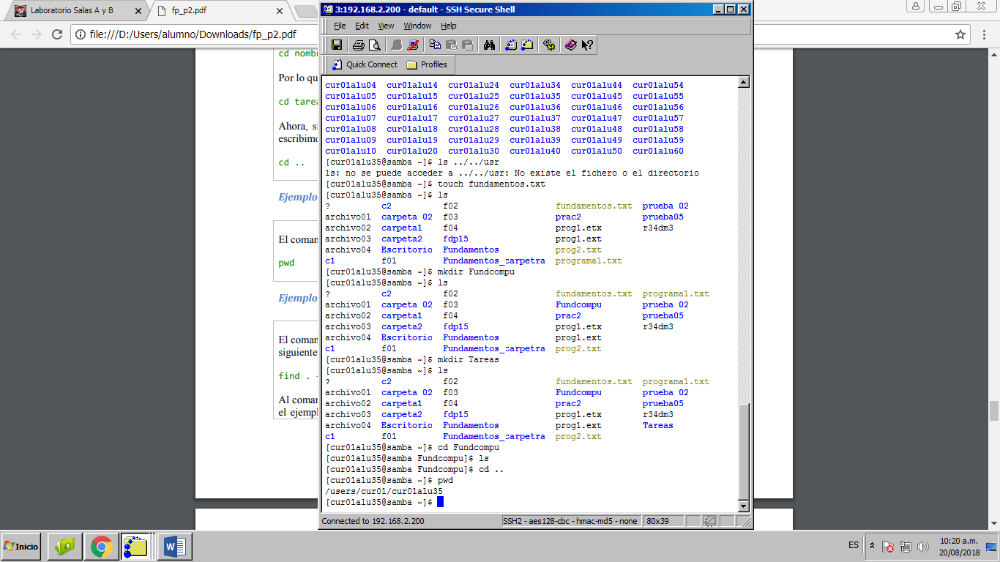 Laboratorio Salas A y B
fp_p2.pdf
file:///D:/Users/alumno/Downloads/fp_p2.pdf
cd nombr
Por lo qu
cd tarea
Ahora, si
escribimo
cd ..
Ejemplo
El coman
pwd
Ejemplo
El coman
siguiente
find . -
Al coman
el ejempl
3:192.168.2.200 - default - SSH Secure Shell
File Edit View Window Help
Quick Connect Profiles
cur01alu04 cur01alu14 cur01alu24 cur01alu34 cur01alu44 cur01alu54
cur01alu05 cur01alu15 cur01alu25 cur01alu35 cur01alu45 cur01alu55
cur01alu06 cur01alu16 cur01alu26 cur01alu36 cur01alu46 cur01alu56
cur01alu07 cur01alu17 cur01alu27 cur01alu37 cur01alu47 cur01alu57
cur01alu08 cur01alu18 cur01alu28 cur01alu38 cur01alu48 cur01alu58
cur01alu09 cur01alu19 cur01alu29 cur01alu39 cur01alu49 cur01alu59
cur01alu10 cur01alu20 cur01alu30 cur01alu40 cur01alu50 cur01alu60
[cur01alu35@samba ~]$ ls ../../usr
ls: no se puede acceder a ../../usr: No existe el fichero o el directorio
[cur01alu35@samba ~]$ touch fundamentos.txt
[cur01alu35@samba ~]$ ls
? c2 f02 fundamentos.txt prueba 02
archivo01 carpeta 02 f03 prac2 prueba05
archivo02 carpeta1 f04 prog1.etx r34dm3
archivo03 carpeta2 fdp15 prog1.ext
archivo04 Escritorio Fundamentos prog2.txt
c1 f01 Fundamentos_carpetra programa1.txt
[cur01alu35@samba ~]$ mkdir Fundcompu
[cur01alu35@samba ~]$ ls
? c2 f02 fundamentos.txt programa1.txt
archivo01 carpeta 02 f03 Fundcompu prueba 02
archivo02 carpeta1 f04 prac2 prueba05
archivo03 carpeta2 fdp15 prog1.etx r34dm3
archivo04 Escritorio Fundamentos prog1.ext
c1 f01 Fundamentos_carpetra prog2.txt
[cur01alu35@samba ~]$ mkdir Tareas
[cur01alu35@samba ~]$ ls
? c2 f02 fundamentos.txt programa1.txt
archivo01 carpeta 02 f03 Fundcompu prueba 02
archivo02 carpeta1 f04 prac2 prueba05
archivo03 carpeta2 fdp15 prog1.etx r34dm3
archivo04 Escritorio Fundamentos prog1.ext Tareas
c1 f01 Fundamentos_carpetra prog2.txt
[cur01alu35@samba ~]$ cd Fundcompu
[cur01alu35@samba Fundcompu]$ ls
[cur01alu35@samba Fundcompu]$ cd ..
[cur01alu35@samba ~]$ pwd
/users/cur01/cur01alu35
[cur01alu35@samba ~]$
Connected to 192.168.2.200 SSH2 - aes128-cbc - hmac-md5 - none 80x39
Inicio
ES
10:20 a.m.
20/08/2018